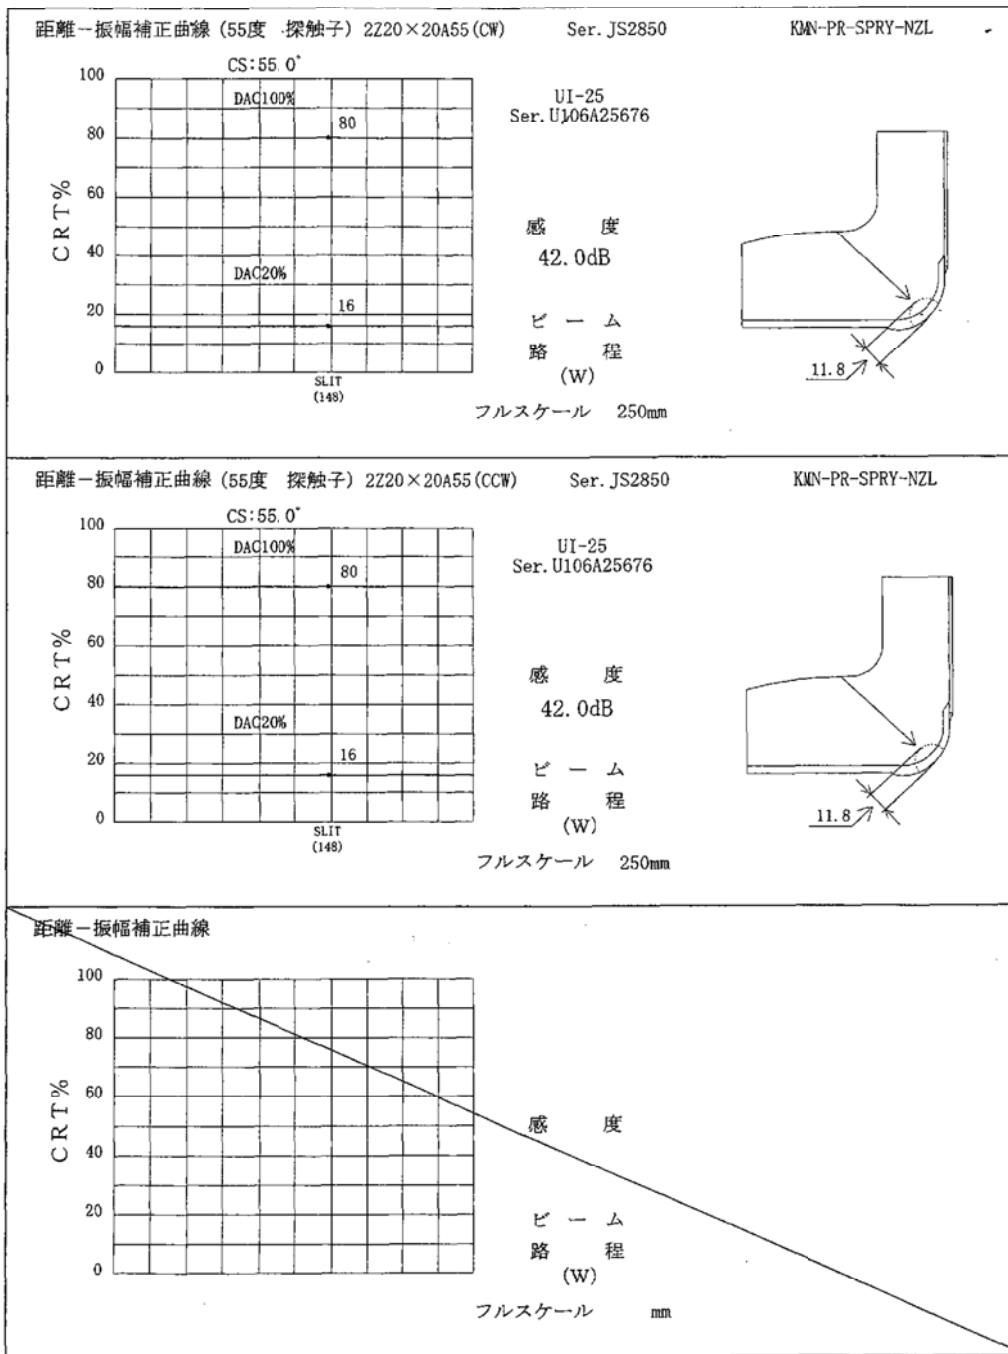 距離－振幅補正曲線 (55度 探触子) 2Z20×20A55(CW) Ser. JS2850 KMN-PR-SPRY-NZL
CS:55.0°
UI-25
Ser. U106A25676
100
DAC100%
80
80
60
CRT%
40
DAC20%
20
16
0
SLIT
(148)
感 度
42.0dB
ビ ー ム
路 程
(W)
フルスケール 250mm
11.8
距離－振幅補正曲線 (55度 探触子) 2Z20×20A55(CCW) Ser. JS2850 KMN-PR-SPRY-NZL
CS:55.0°
UI-25
Ser. U106A25676
100
DAC100%
80
80
60
CRT%
40
DAC20%
20
16
0
SLIT
(148)
感 度
42.0dB
ビ ー ム
路 程
(W)
フルスケール 250mm
11.8
距離－振幅補正曲線
100
80
60
CRT%
40
20
0
感 度
ビ ー ム
路 程
(W)
フルスケール mm